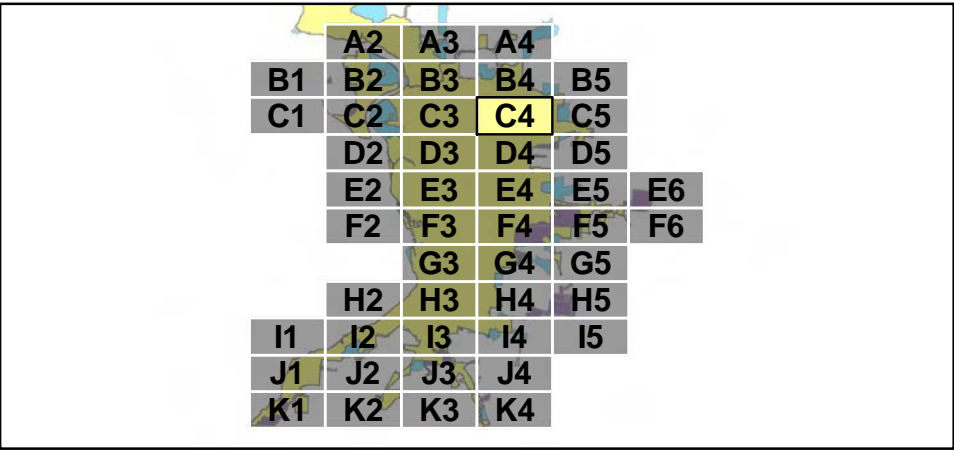 A2 A3 A4
B1 B2 B3 B4 B5
C1 C2 C3 C4 C5
D2 D3 D4 D5
E2 E3 E4 E5 E6
F2 F3 F4 F5 F6
G3 G4 G5
H2 H3 H4 H5
I1 I2 I3 I4 I5
J1 J2 J3 J4
K1 K2 K3 K4